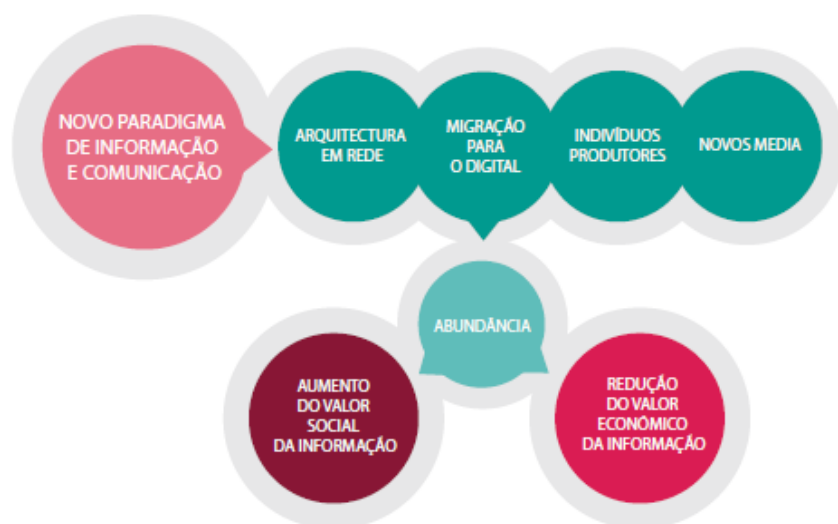 NOVO PARADIGMA
DE INFORMAÇÃO
E COMUNICAÇÃO
ARQUITECTURA
EM REDE
MIGRAÇÃO
PARA
O DIGITAL
INDIVÍDUOS
PRODUTORES
NOVOS MEDIA
ABUNDÂNCIA
AUMENTO
DO VALOR
SOCIAL
DA INFORMAÇÃO
REDUÇÃO
DO VALOR
ECONÔMICO
DA INFORMAÇÃO